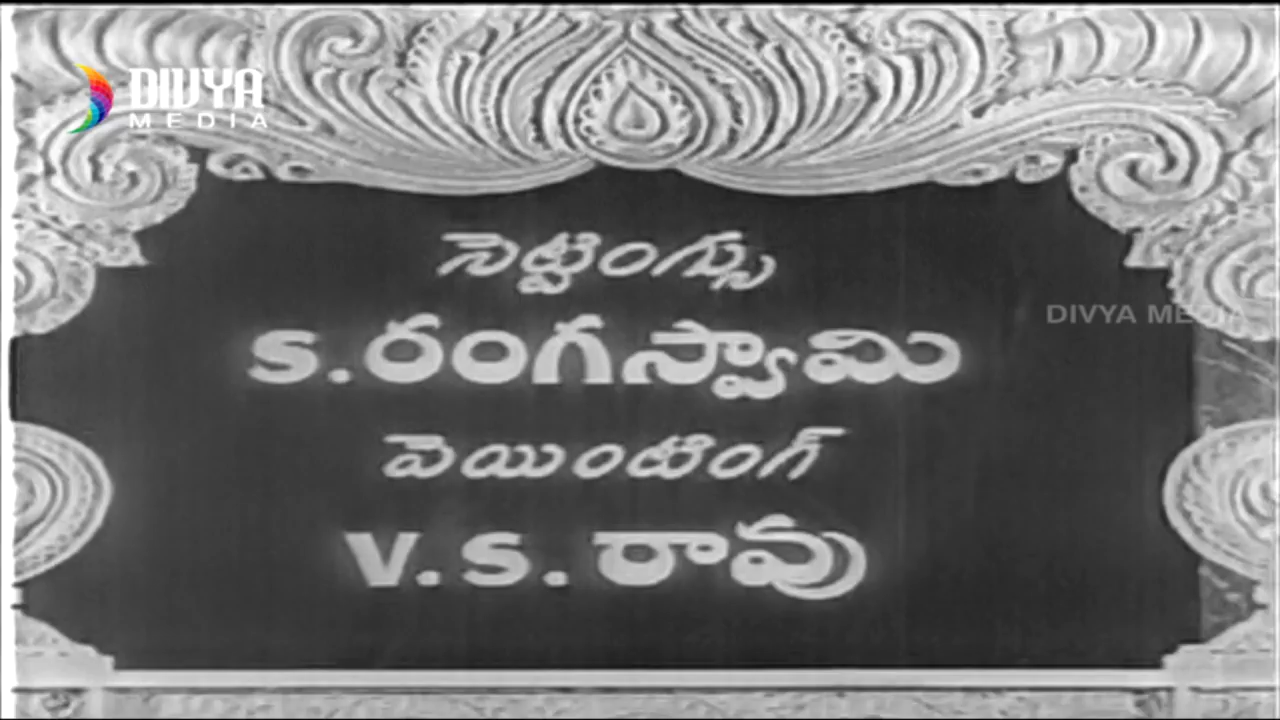 DIVYA
MEDIA
సెట్టింగ్సు
DIVYA MEDIA
S. రంగస్వామి
పెయింటింగ్
V. S. రావు